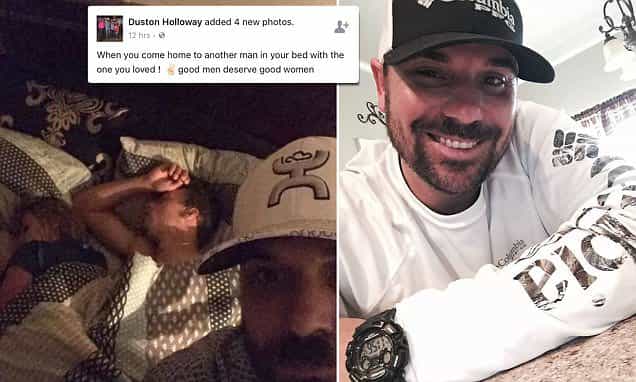 Duston Holloway added 4 new photos.
12 hrs ·
When you come home to another man in your bed with the
one you loved ! ✌🏻good men deserve good women
Columbia
Columbia